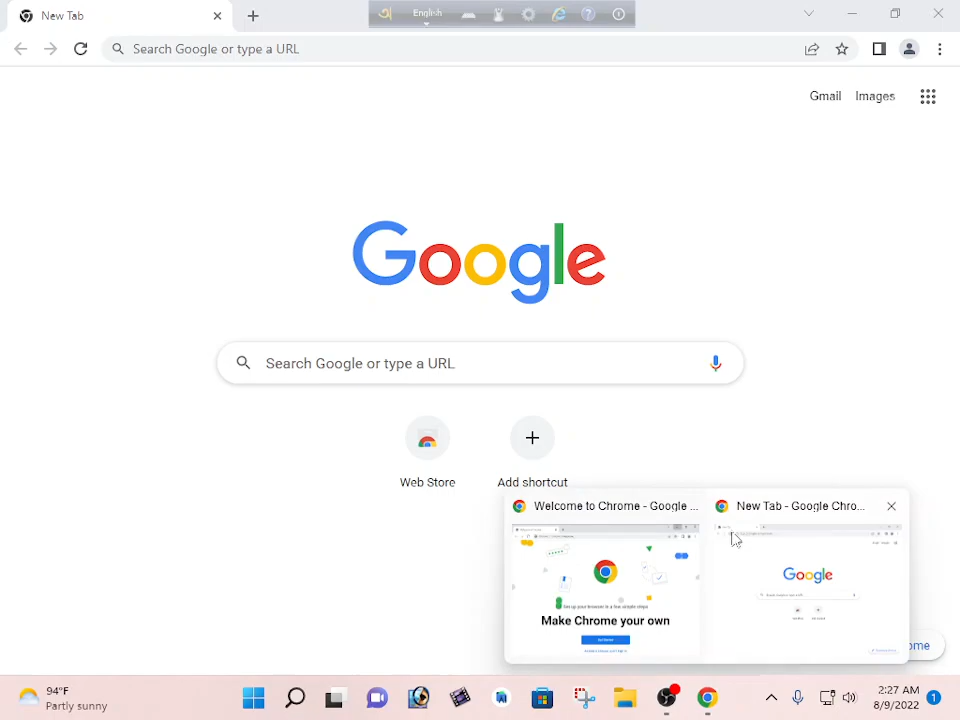 New Tab
English
Search Google or type a URL
Gmail Images
Google
Search Google or type a URL
Web Store Add shortcut
Welcome to Chrome - Google ... New Tab - Google Chro...
Google
Make Chrome your own
ome
94°F
Partly sunny
2:27 AM
8/9/2022
1